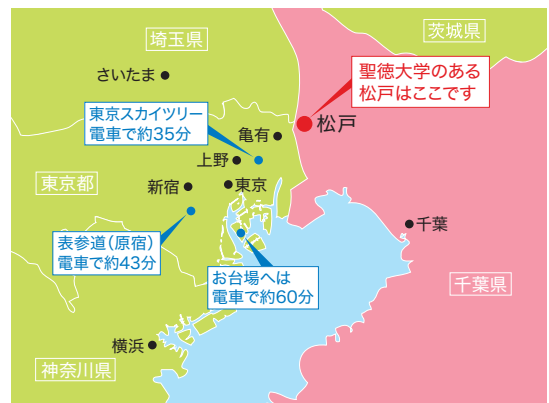 埼玉県
茨城県
さいたま
聖徳大学のある
松戸はここです
東京スカイツリー
電車で約35分
松戸
亀有
上野
東京都
新宿
東京
千葉
表参道(原宿)
電車で約43分
お台場へは
電車で約60分
千葉県
横浜
神奈川県